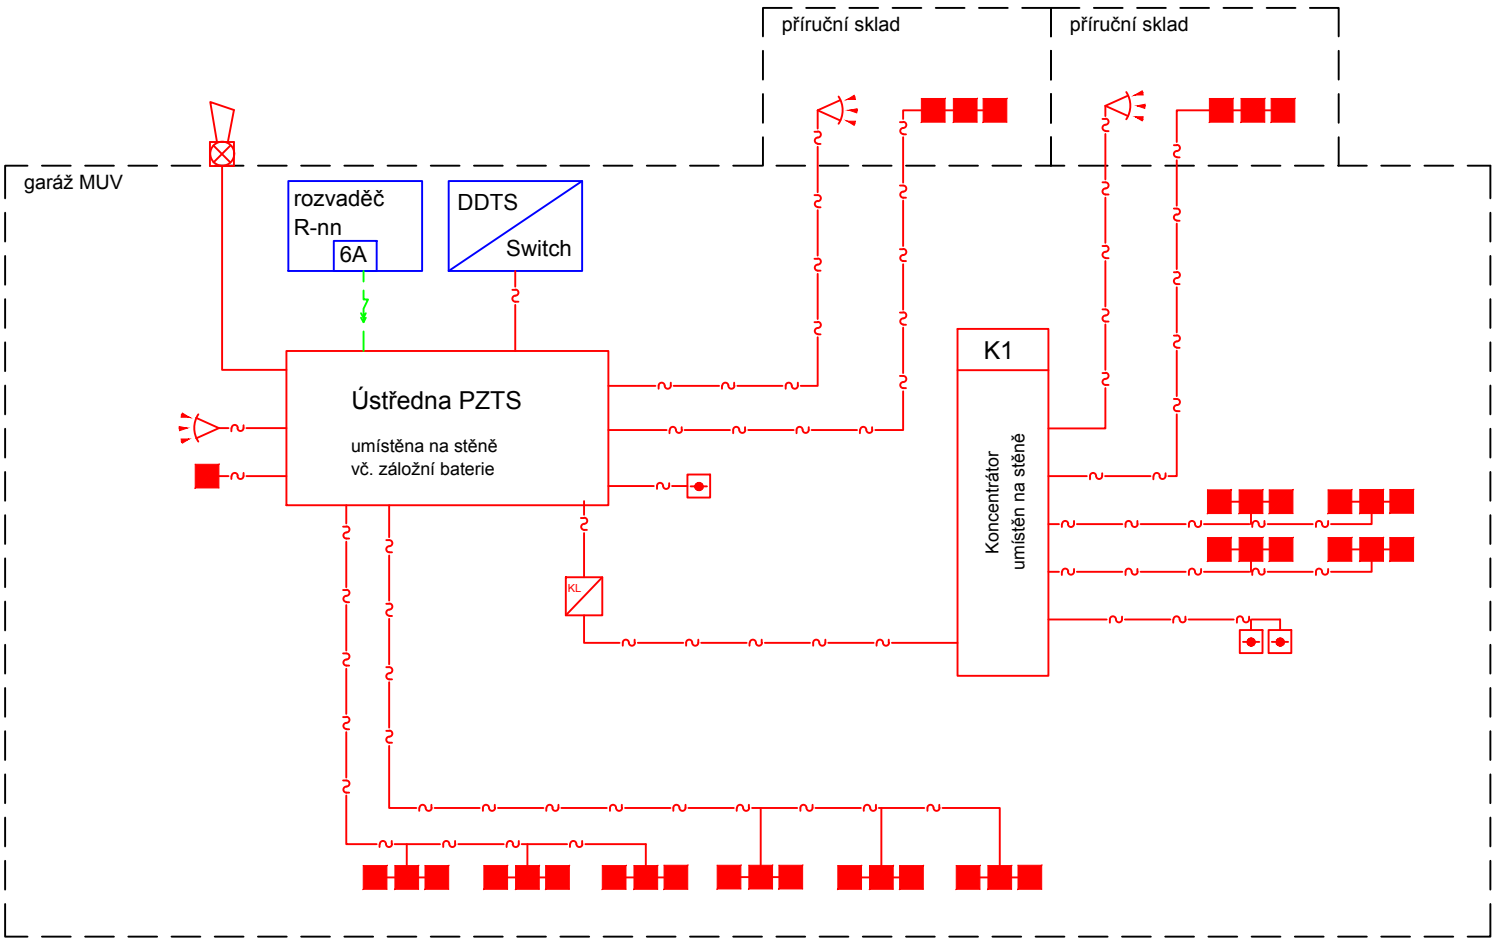 příruční sklad
příruční sklad
garáž MUV
rozvaděč
R-nn
6A
DDTS
Switch
K1
Ústředna PZTS
umístěna na stěně
vč. záložní baterie
Koncentrátor
umístěn na stěně
KL